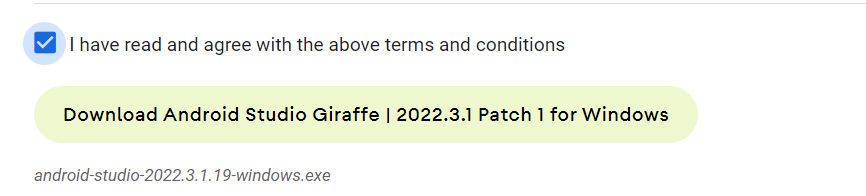 I have read and agree with the above terms and conditions
Download Android Studio Giraffe | 2022.3.1 Patch 1 for Windows
android-studio-2022.3.1.19-windows.exe